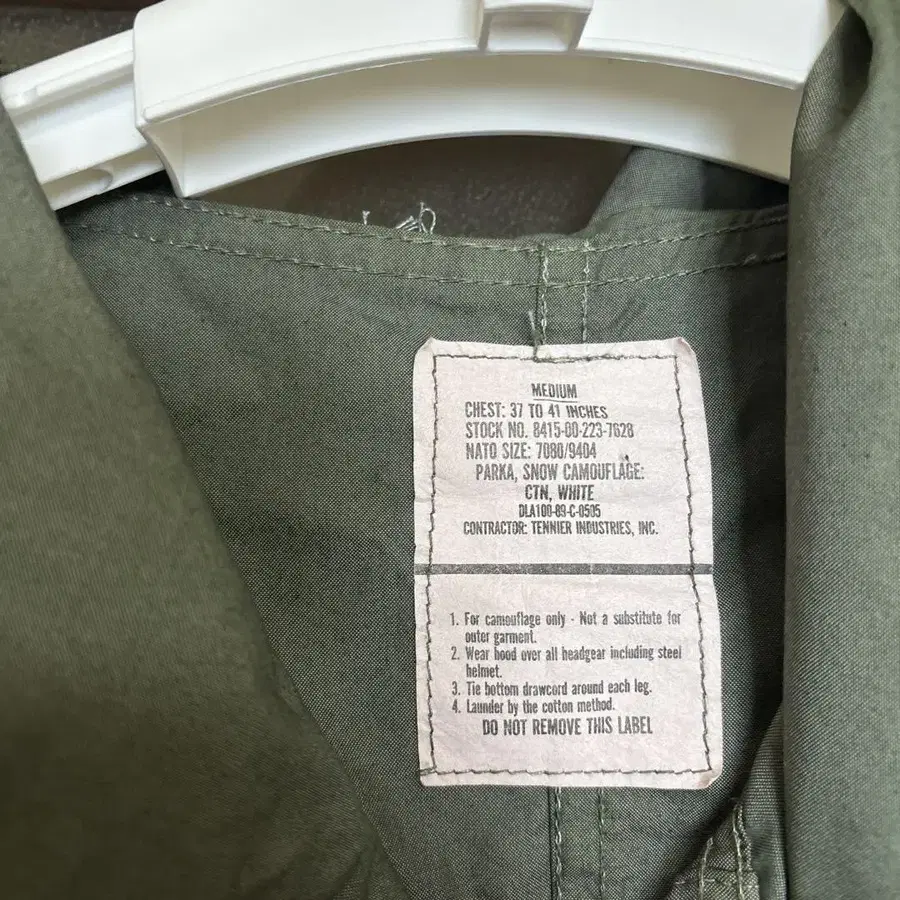 MEDIUM
CHEST: 37 TO 41 INCHES
STOCK NO. 8415-00-223-7628
NATO SIZE: 7080/9404
PARKA, SNOW CAMOUFLAGE:
CTN, WHITE
DLA100-89-C-0505
CONTRACTOR: TENNIER INDUSTRIES, INC.
1. For camouflage only - Not a substitute for
outer garment.
2. Wear hood over all headgear including steel
helmet.
3. Tie bottom drawcord around each leg.
4. Launder by the cotton method.
DO NOT REMOVE THIS LABEL